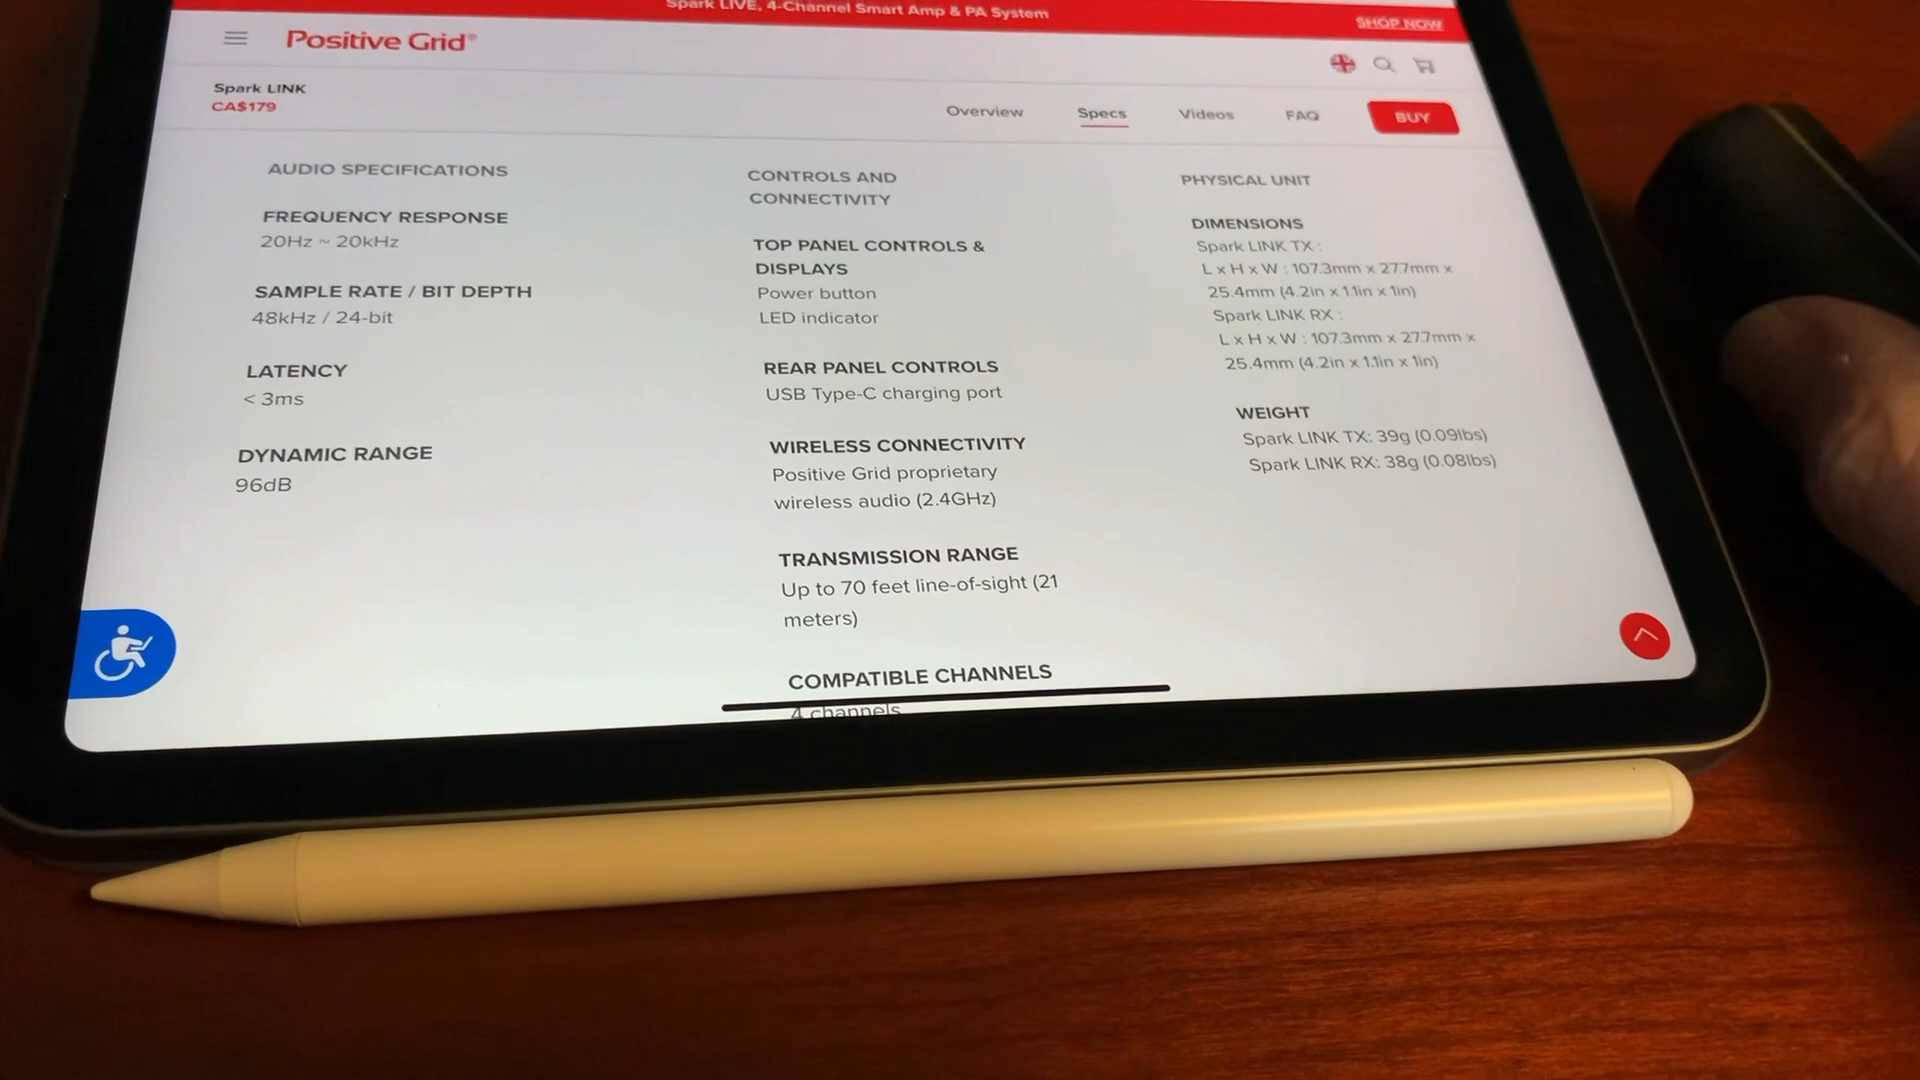 Spark LIVE, 4-Channel Smart Amp & PA System
SHOP NOW
Positive Grid®
Spark LINK
CA$179
Overview
Specs
Videos
FAQ
BUY
AUDIO SPECIFICATIONS
FREQUENCY RESPONSE
20Hz ~ 20kHz
SAMPLE RATE / BIT DEPTH
48kHz / 24-bit
LATENCY
< 3ms
DYNAMIC RANGE
96dB
CONTROLS AND
CONNECTIVITY
TOP PANEL CONTROLS &
DISPLAYS
Power button
LED indicator
REAR PANEL CONTROLS
USB Type-C charging port
WIRELESS CONNECTIVITY
Positive Grid proprietary
wireless audio (2.4GHz)
TRANSMISSION RANGE
Up to 70 feet line-of-sight (21
meters)
COMPATIBLE CHANNELS
4 channels
PHYSICAL UNIT
DIMENSIONS
Spark LINK TX :
L x H x W : 107.3mm x 27.7mm x
25.4mm (4.2in x 1.1in x 1in)
Spark LINK RX :
L x H x W : 107.3mm x 27.7mm x
25.4mm (4.2in x 1.1in x 1in)
WEIGHT
Spark LINK TX: 39g (0.09lbs)
Spark LINK RX: 38g (0.08lbs)